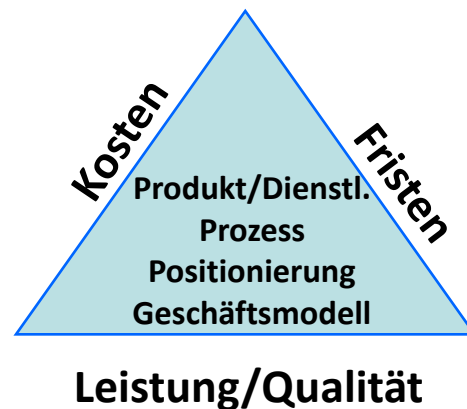 Kosten
Fristen
Produkt/Dienstl.
Prozess
Positionierung
Geschäftsmodell
Leistung/Qualität